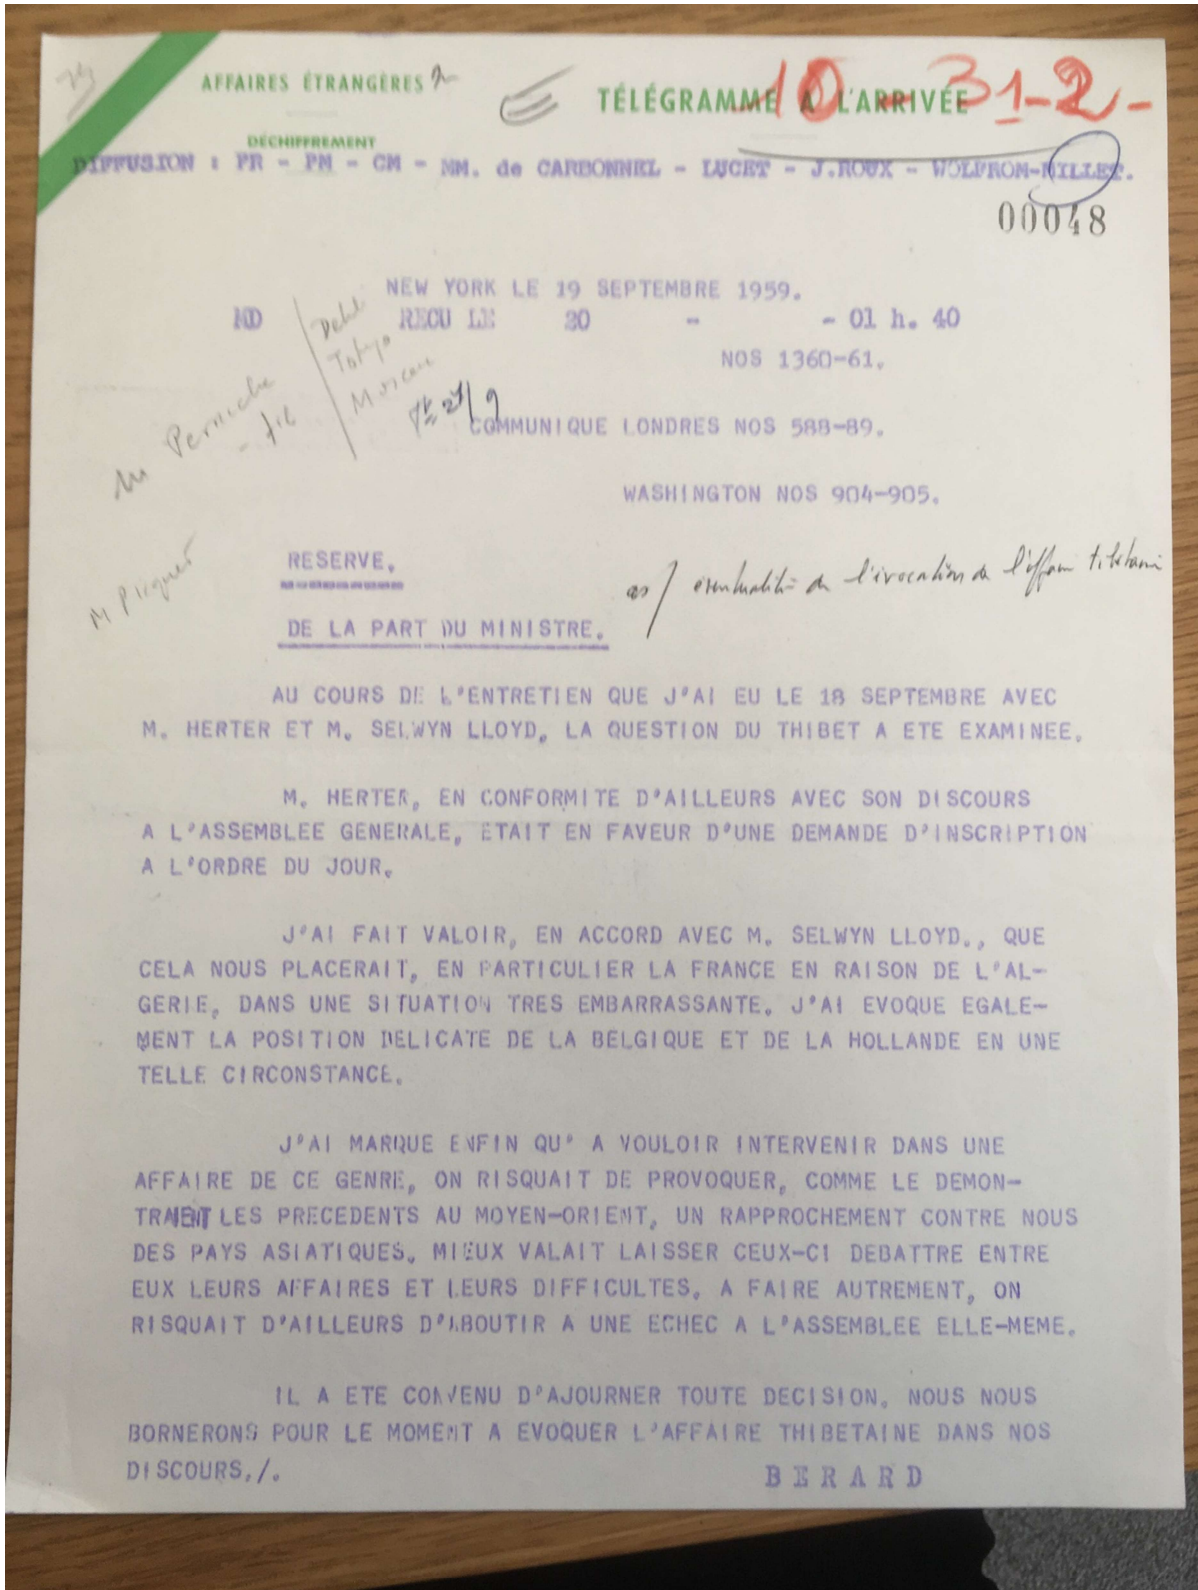 AFFAIRES ÉTRANGÈRES
TÉLÉGRAMME A L'ARRIVÉE
10 - 31-2-
DÉCHIFFREMENT
DIFFUSION : PR - PM - CM - MM. de CARBONNEL - LUCET - J.ROUX - WOLFROM-MILLET.
00048
NEW YORK LE 19 SEPTEMBRE 1959.
MD RECU LE 20 - - 01 h. 40
Tokyo
Moscou
NOS 1360-61.
27/9
COMMUNIQUE LONDRES NOS 588-89.
WASHINGTON NOS 904-905.
RESERVE.
as/ éventualité de l'évocation de l'affaire tibétaine
DE LA PART DU MINISTRE.
AU COURS DE L'ENTRETIEN QUE J'AI EU LE 18 SEPTEMBRE AVEC
M. HERTER ET M. SELWYN LLOYD, LA QUESTION DU THIBET A ETE EXAMINEE.
M. HERTER, EN CONFORMITE D'AILLEURS AVEC SON DISCOURS
A L'ASSEMBLEE GENERALE, ETAIT EN FAVEUR D'UNE DEMANDE D'INSCRIPTION
A L'ORDRE DU JOUR.
J'AI FAIT VALOIR, EN ACCORD AVEC M. SELWYN LLOYD., QUE
CELA NOUS PLACERAIT, EN PARTICULIER LA FRANCE EN RAISON DE L'AL-
GERIE, DANS UNE SITUATION TRES EMBARRASSANTE. J'AI EVOQUE EGALE-
MENT LA POSITION DELICATE DE LA BELGIQUE ET DE LA HOLLANDE EN UNE
TELLE CIRCONSTANCE.
J'AI MARQUE ENFIN QU' A VOULOIR INTERVENIR DANS UNE
AFFAIRE DE CE GENRE, ON RISQUAIT DE PROVOQUER, COMME LE DEMON-
TRAIENT LES PRECEDENTS AU MOYEN-ORIENT, UN RAPPROCHEMENT CONTRE NOUS
DES PAYS ASIATIQUES. MIEUX VALAIT LAISSER CEUX-CI DEBATTRE ENTRE
EUX LEURS AFFAIRES ET LEURS DIFFICULTES. A FAIRE AUTREMENT, ON
RISQUAIT D'AILLEURS D'ABOUTIR A UNE ECHEC A L'ASSEMBLEE ELLE-MEME.
IL A ETE CONVENU D'AJOURNER TOUTE DECISION. NOUS NOUS
BORNERONS POUR LE MOMENT A EVOQUER L'AFFAIRE THIBETAINE DANS NOS
DISCOURS./.
BERARD